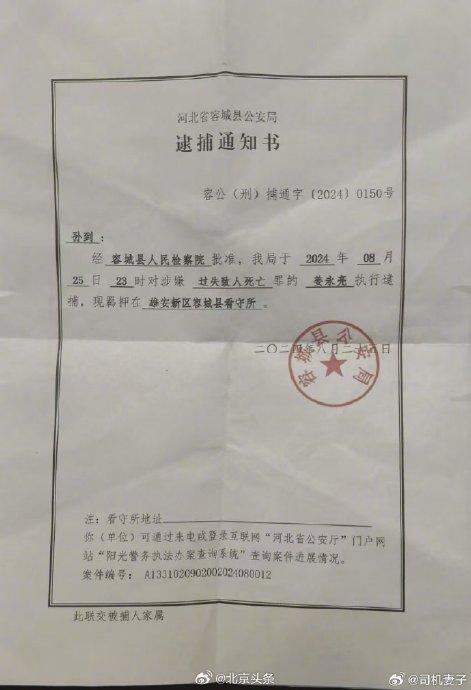 河北省容城县公安局
逮捕通知书
容公（刑）捕通字〔2024〕0150号
孙到：
经 容城县人民检察院 批准，我局于 2024 年 08 月
25 日 23 时对涉嫌 过失致人死亡 罪的 姜永亮 执行逮
捕，现羁押在 雄安新区容城县看守所 。
二〇二四年八月二十五日
容城县公安局
注：看守所地址
你（单位）可通过来电或登录互联网“河北省公安厅”门户网
站“阳光警务执法办案查询系统”查询案件进展情况。
案件编号： A1331020902002024080012
此联交被捕人家属
@北京头条
@司机妻子